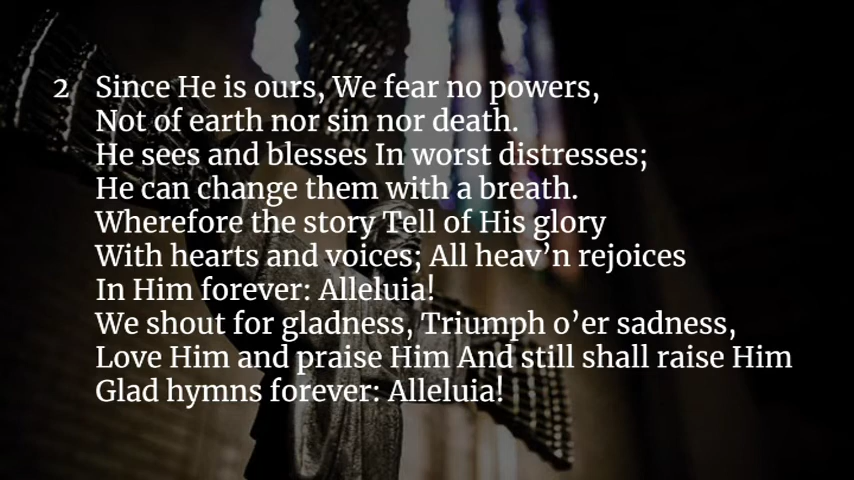 2 Since He is ours, We fear no powers,
Not of earth nor sin nor death.
He sees and blesses In worst distresses;
He can change them with a breath.
Wherefore the story Tell of His glory
With hearts and voices; All heav’n rejoices
In Him forever: Alleluia!
We shout for gladness, Triumph o’er sadness,
Love Him and praise Him And still shall raise Him
Glad hymns forever: Alleluia!